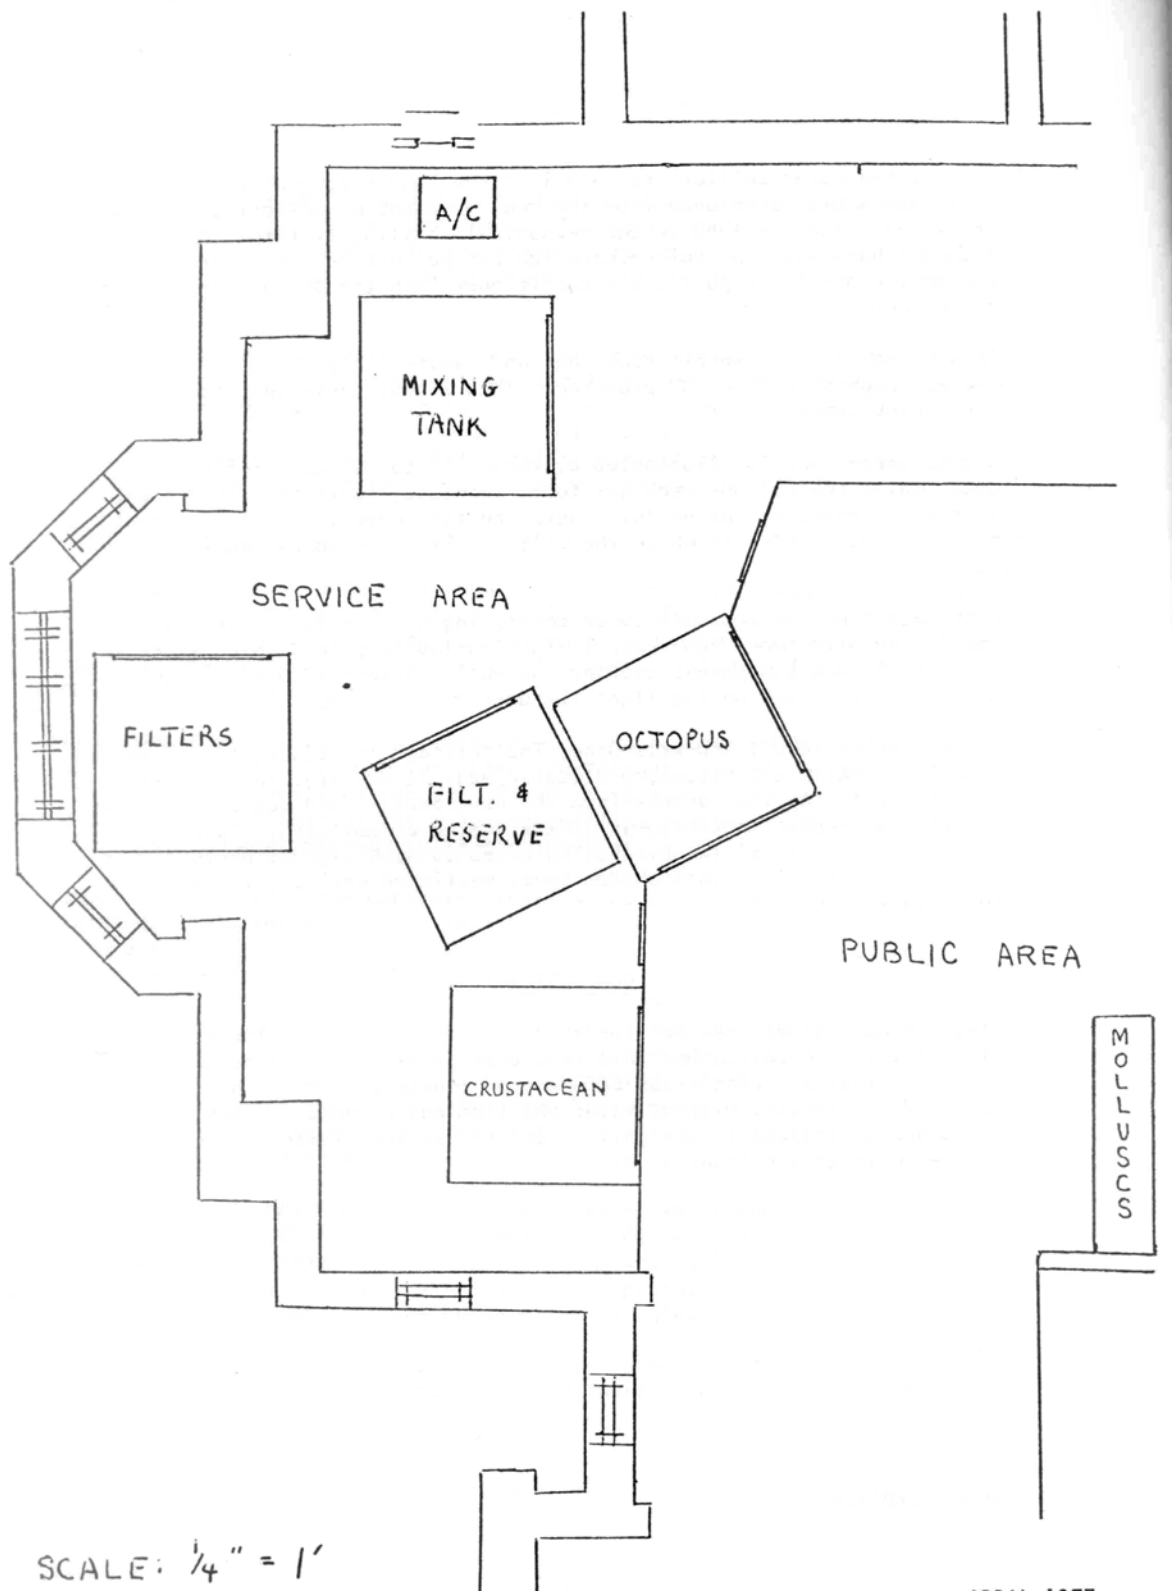 A/C
MIXING
TANK
SERVICE AREA
FILTERS
OCTOPUS
FILT. &
RESERVE
PUBLIC AREA
CRUSTACEAN
MOLLUSCS
SCALE: 1/4" = 1'